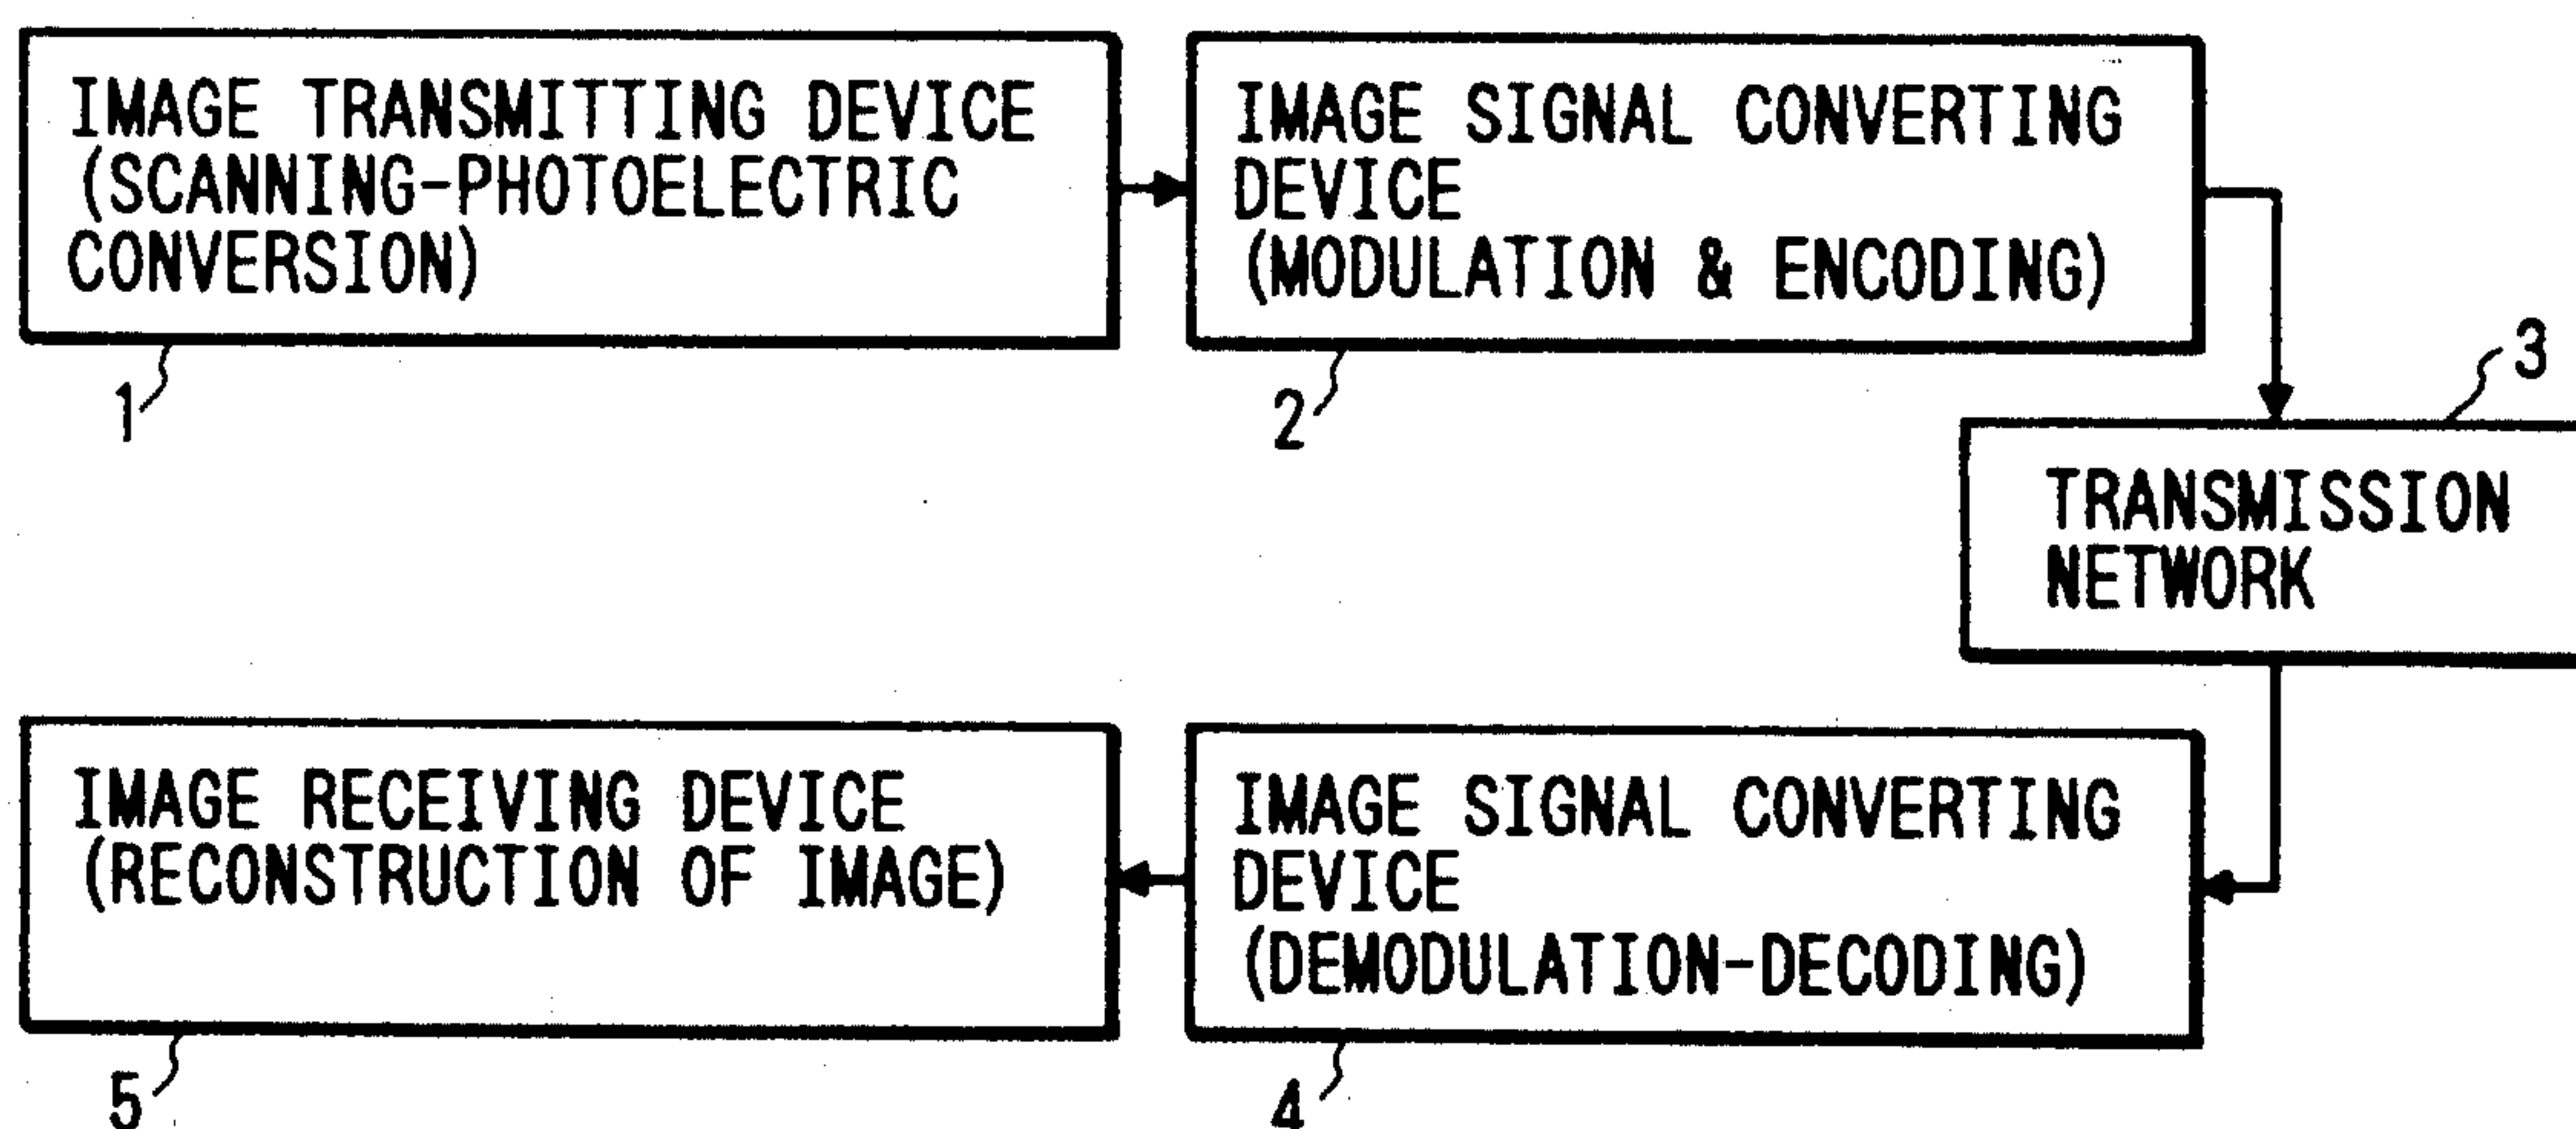 IMAGE TRANSMITTING DEVICE
(SCANNING-PHOTOELECTRIC
CONVERSION)
1
IMAGE SIGNAL CONVERTING
DEVICE
(MODULATION & ENCODING)
2
3
TRANSMISSION
NETWORK
IMAGE SIGNAL CONVERTING
DEVICE
(DEMODULATION-DECODING)
4
IMAGE RECEIVING DEVICE
(RECONSTRUCTION OF IMAGE)
5